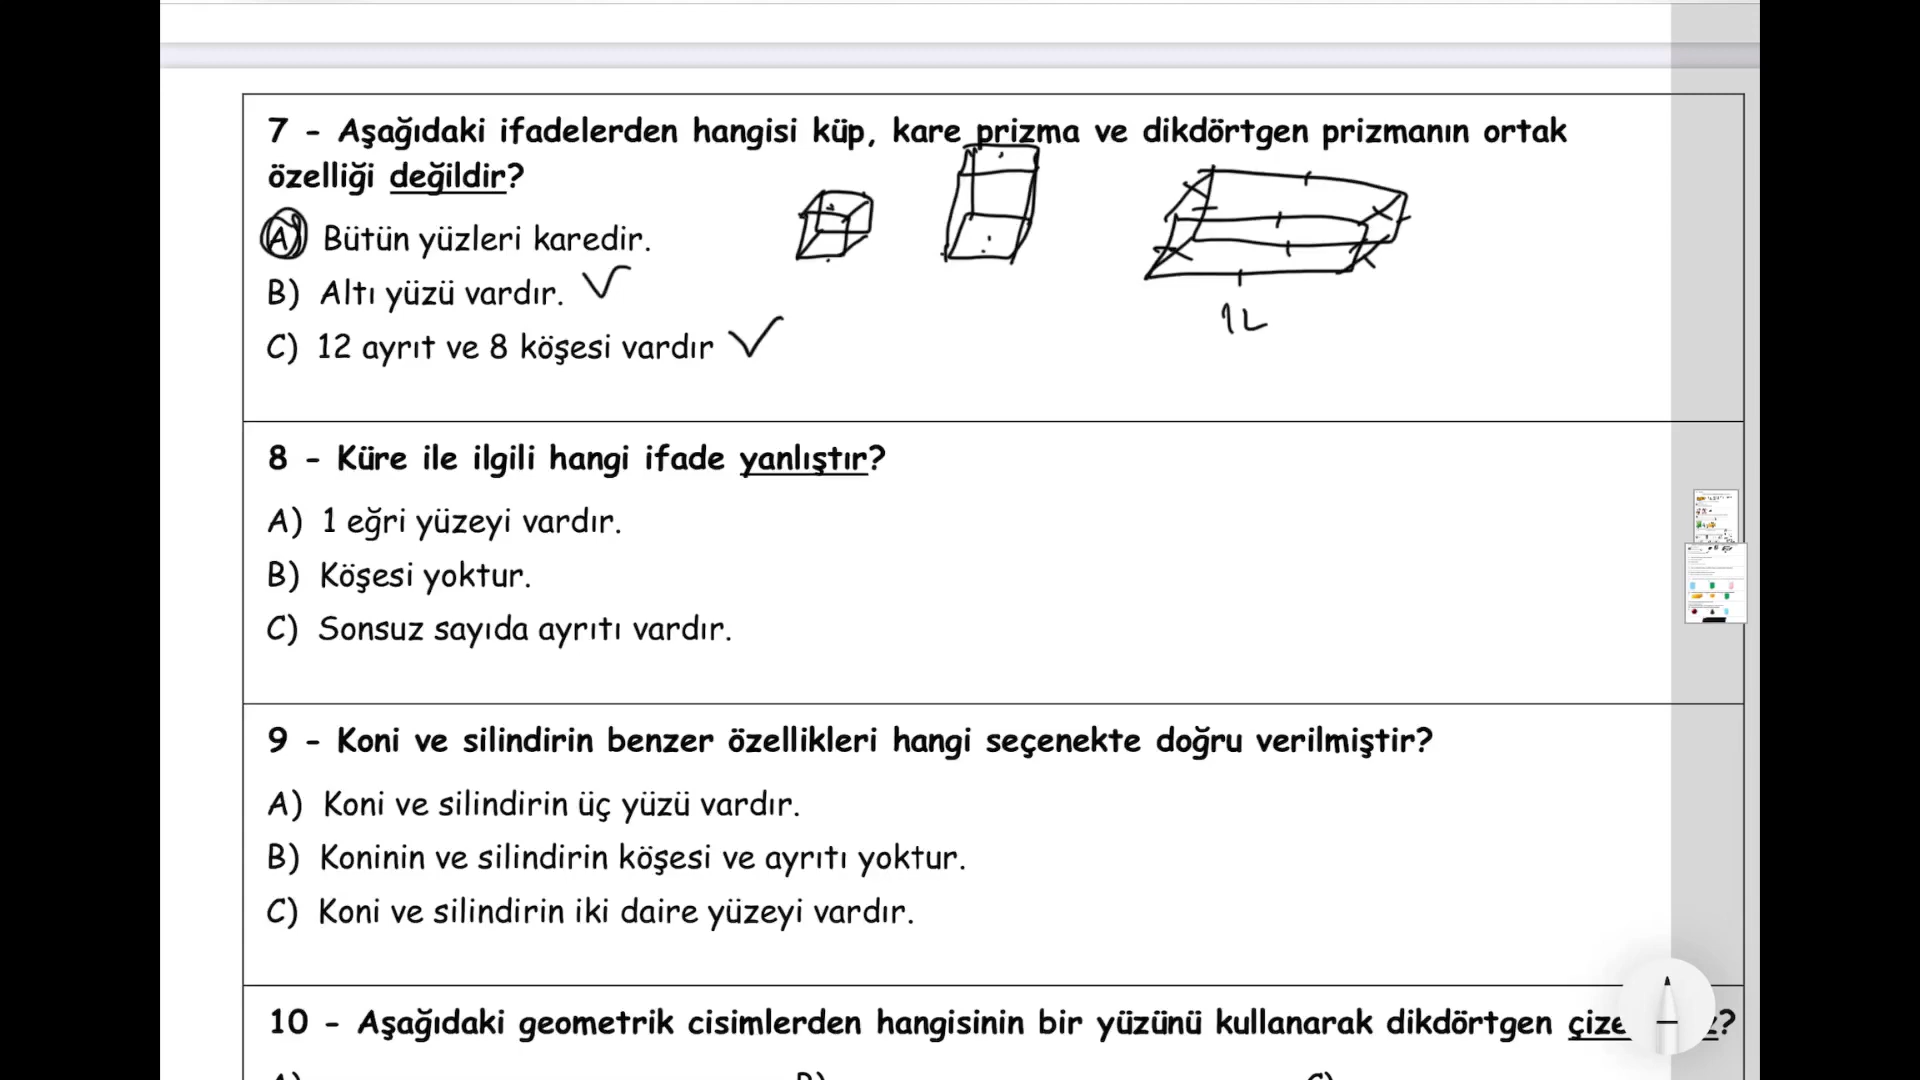 7 - Aşağıdaki ifadelerden hangisi küp, kare prizma ve dikdörtgen prizmanın ortak
özelliği değildir?
A) Bütün yüzleri karedir.
B) Altı yüzü vardır.
C) 12 ayrıt ve 8 köşesi vardır
12
8 - Küre ile ilgili hangi ifade yanlıştır?
A) 1 eğri yüzeyi vardır.
B) Köşesi yoktur.
C) Sonsuz sayıda ayrıtı vardır.
9 - Koni ve silindirin benzer özellikleri hangi seçenekte doğru verilmiştir?
A) Koni ve silindirin üç yüzü vardır.
B) Koninin ve silindirin köşesi ve ayrıtı yoktur.
C) Koni ve silindirin iki daire yüzeyi vardır.
10 - Aşağıdaki geometrik cisimlerden hangisinin bir yüzünü kullanarak dikdörtgen